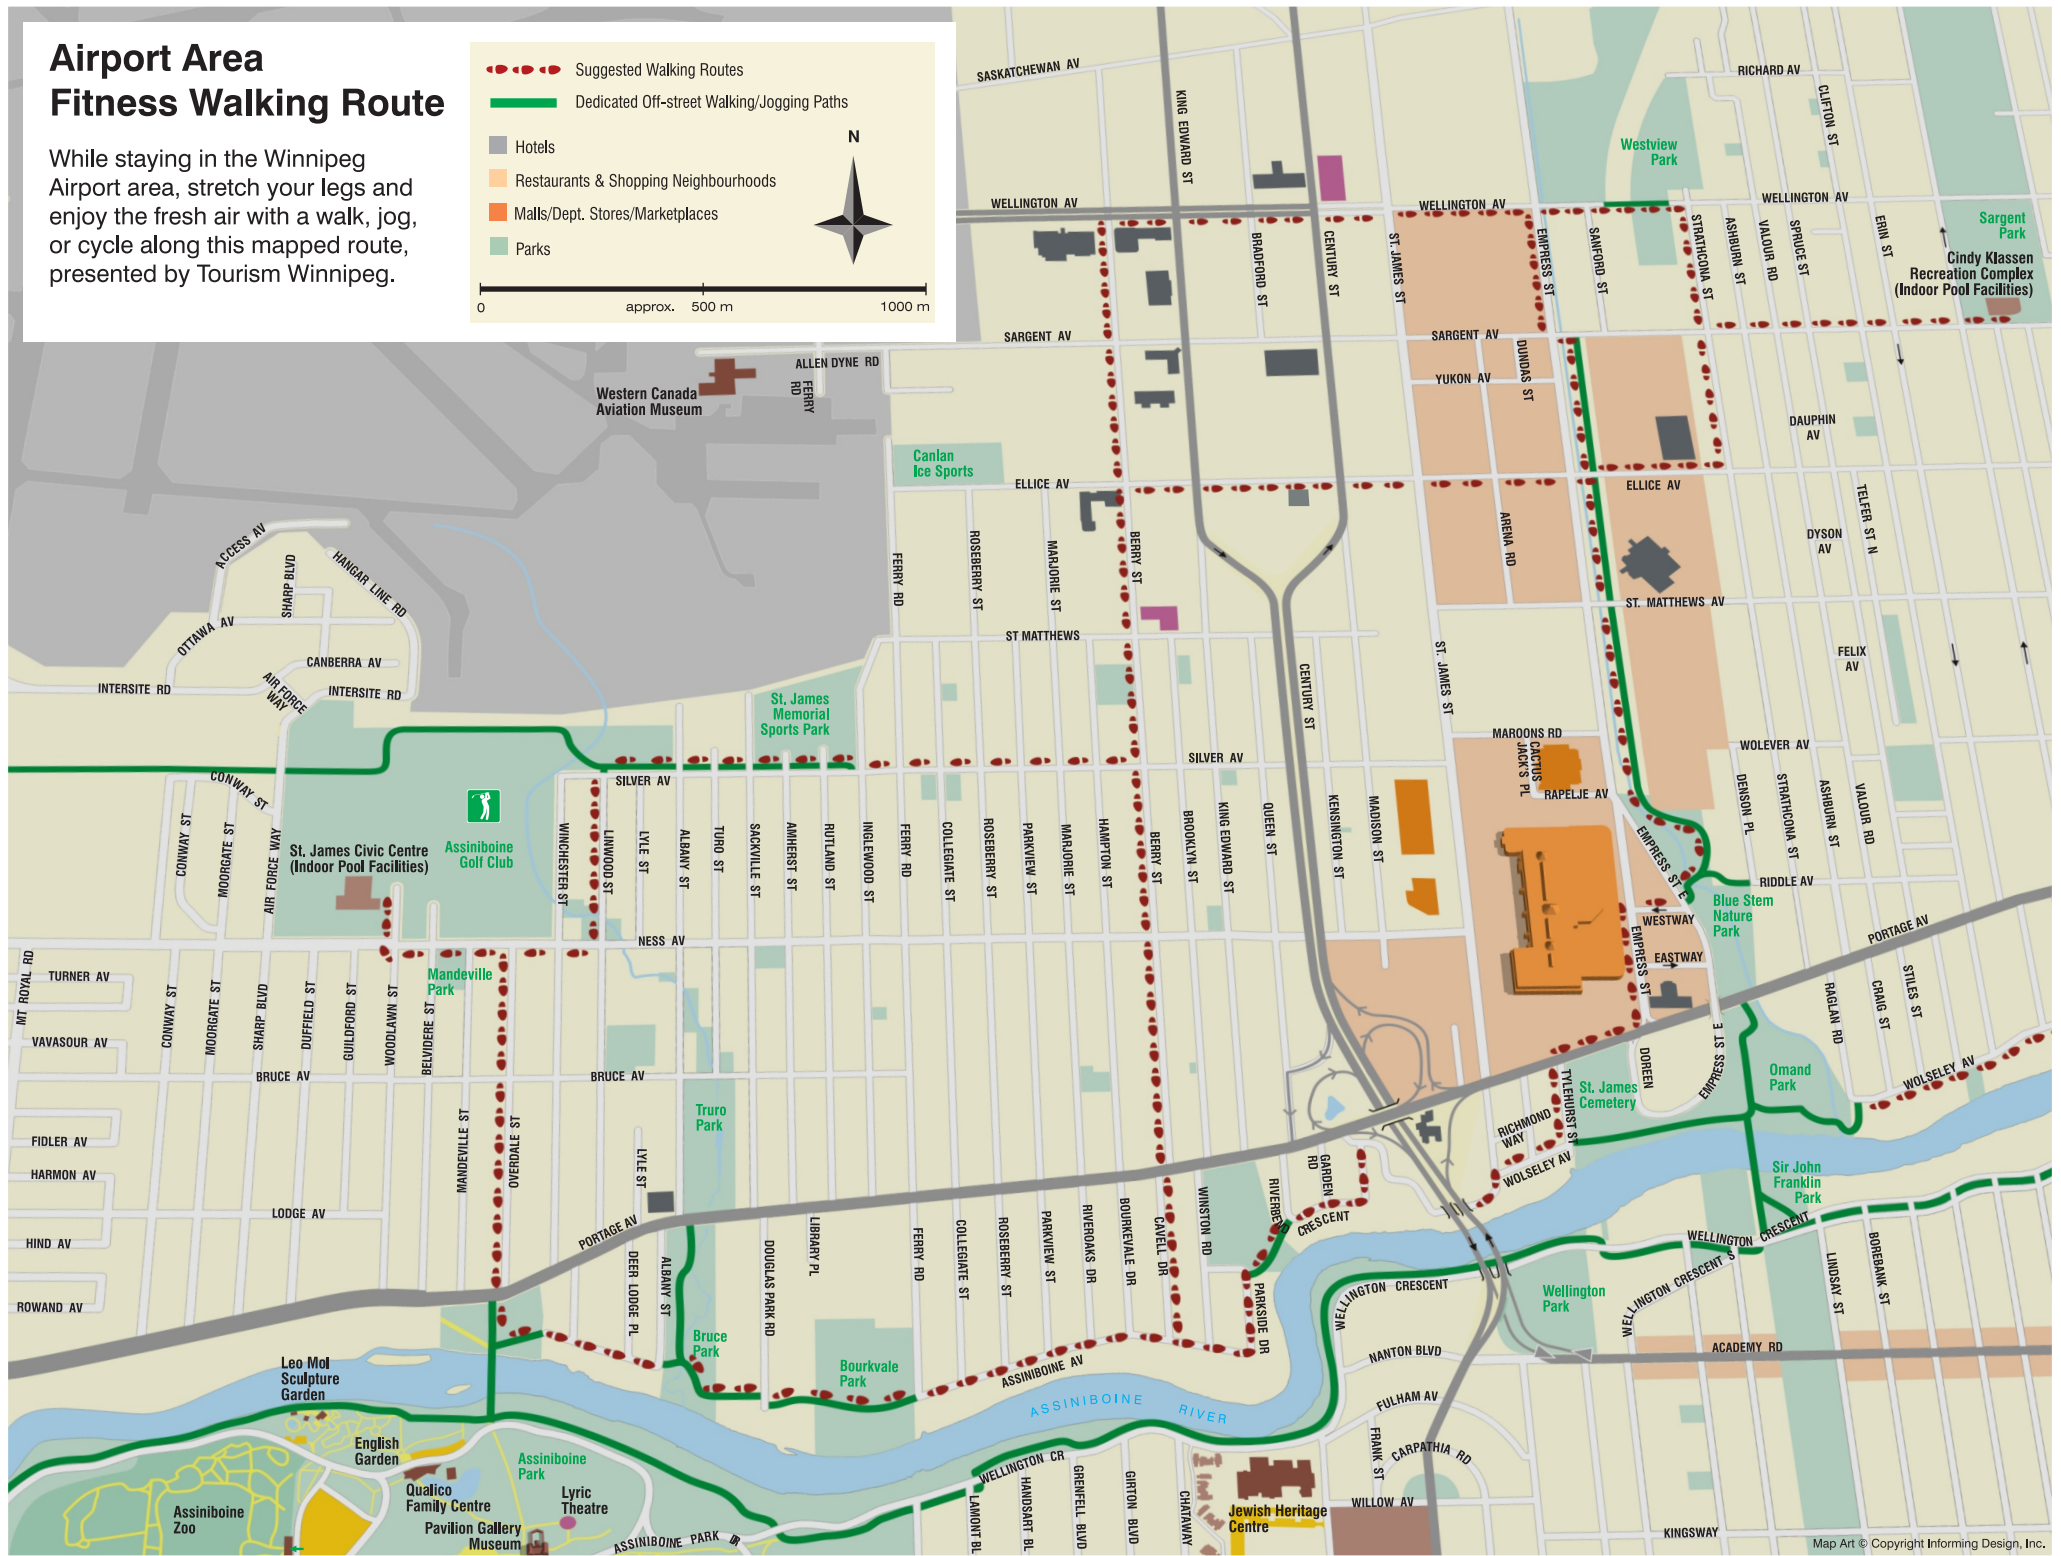 Airport Area
Fitness Walking Route
While staying in the Winnipeg
Airport area, stretch your legs and
enjoy the fresh air with a walk, jog,
or cycle along this mapped route,
presented by Tourism Winnipeg.
Suggested Walking Routes
Dedicated Off-street Walking/Jogging Paths
Hotels
Restaurants & Shopping Neighbourhoods
Malls/Dept. Stores/Marketplaces
Parks
N
0
approx.
500 m
1000 m
SASKATCHEWAN AV
KING EDWARD ST
RICHARD AV
CLIFTON ST
Westview
Park
WELLINGTON AV
WELLINGTON AV
WELLINGTON AV
Sargent
Park
Cindy Klassen
Recreation Complex
(Indoor Pool Facilities)
BRADFORD ST
CENTURY ST
ST. JAMES ST
EMPRESS ST
SANFORD ST
STRATHCONA ST
ASHBURN ST
VALOUR RD
SPRUCE ST
ERIN ST
SARGENT AV
SARGENT AV
ALLEN DYNE RD
FERRY
RD
Western Canada
Aviation Museum
YUKON AV
DUNDAS ST
DAUPHIN
AV
Canlan
Ice Sports
ELLICE AV
ELLICE AV
TELFER ST N
DYSON
AV
ARENA RD
FERRY RD
ROSEBERRY ST
MARJORIE ST
BERRY ST
ACCESS AV
SHARP BLVD
HANGAR LINE RD
OTTAWA AV
CANBERRA AV
INTERSITE RD
AIR FORCE
WAY
INTERSITE RD
ST MATTHEWS
ST. MATTHEWS AV
FELIX
AV
ST. JAMES ST
CENTURY ST
St. James
Memorial
Sports Park
MAROONS RD
CACTUS
JACK'S PL
RAPELJE AV
WOLEVER AV
SILVER AV
SILVER AV
CONWAY ST
Assiniboine
Golf Club
St. James Civic Centre
(Indoor Pool Facilities)
CONWAY ST
MOORGATE ST
AIR FORCE WAY
WINCHESTER ST
LINWOOD ST
LYLE ST
ALBANY ST
TURO ST
SACKVILLE ST
AMHERST ST
RUTLAND ST
INGLEWOOD ST
FERRY RD
COLLEGIATE ST
ROSEBERRY ST
PARKVIEW ST
MARJORIE ST
HAMPTON ST
BERRY ST
BROOKLYN ST
KING EDWARD ST
QUEEN ST
KENSINGTON ST
MADISON ST
EMPRESS ST E
DENSON PL
STRATHCONA ST
ASHBURN ST
VALOUR RD
RIDDLE AV
Blue Stem
Nature
Park
WESTWAY
EASTWAY
EMPRESS ST
PORTAGE AV
NESS AV
Mandeville
Park
MT ROYAL RD
TURNER AV
VAVASOUR AV
CONWAY ST
MOORGATE ST
SHARP BLVD
DUFFIELD ST
GUILDFORD ST
WOODLAWN ST
BELVIDERE ST
BRUCE AV
BRUCE AV
MANDEVILLE ST
OVERDALE ST
FIDLER AV
HARMON AV
LODGE AV
HIND AV
ROWAND AV
Truro
Park
LYLE ST
PORTAGE AV
DEER LODGE PL
ALBANY ST
DOUGLAS PARK RD
LIBRARY PL
FERRY RD
COLLEGIATE ST
ROSEBERRY ST
PARKVIEW ST
RIVEROAKS DR
BOURKEVALE DR
CAVELL DR
WINSTON RD
PARKSIDE DR
RIVERBEND CRESCENT
GARDEN
RD
RICHMOND
WAY
TYLEHURST ST
WOLSELEY AV
St. James
Cemetery
DOREEN
EMPRESS ST E
RAGLAN RD
CRAIG ST
STILES ST
Omand
Park
WOLSELEY AV
Sir John
Franklin
Park
WELLINGTON CRESCENT
WELLINGTON CRESCENT S
WELLINGTON CRESCENT
Wellington
Park
LINDSAY ST
BOREBANK ST
ACADEMY RD
NANTON BLVD
FULHAM AV
FRANK ST
CARPATHIA RD
WILLOW AV
KINGSWAY
Bruce
Park
Bourkvale
Park
ASSINIBOINE AV
ASSINIBOINE RIVER
Leo Mol
Sculpture
Garden
English
Garden
Assiniboine
Park
Qualico
Family Centre
Lyric
Theatre
Assiniboine
Zoo
Pavilion Gallery
Museum
ASSINIBOINE PARK DR
WELLINGTON CR
LAMONT BL
HANDSART BL
GRENFELL BLVD
GIRTON BLVD
CHATAWAY
Jewish Heritage
Centre
Map Art © Copyright Informing Design, Inc.